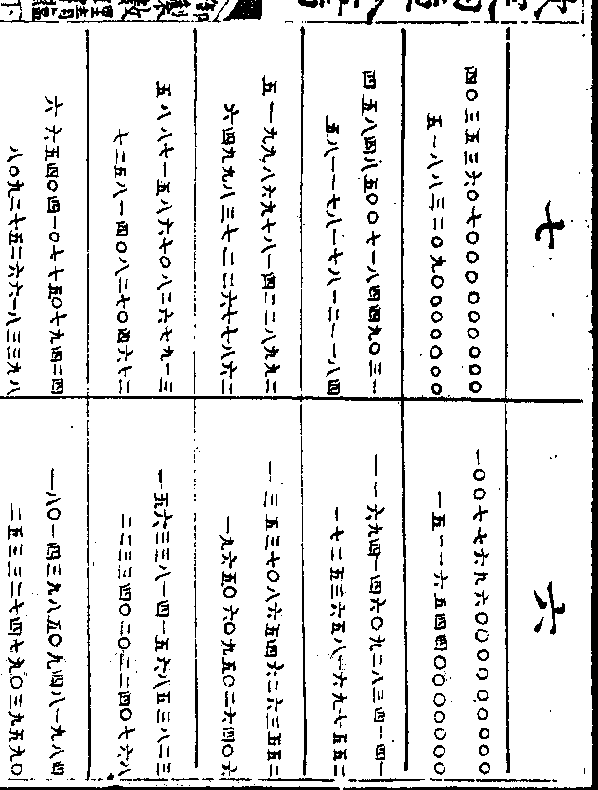 七
四〇三五三六〇七〇〇〇〇〇〇〇〇〇
五一八八三二〇九〇〇〇〇〇〇〇
四五八四八五〇〇七一八四四九〇三一
五八一一七八一七八一二一一八四
五一九九八六九七八一四二二八九九二
六四九九八三七二二六七七八六二
五八八七一五八六七〇八二六七九一三
七二五八一四〇八二七〇四六七二
六六五四〇四一〇七七五〇七九四二四
八〇九二七五二六六一八三三九八
六
一〇〇七七六九六〇〇〇〇〇〇〇〇〇
一五一一六五四四〇〇〇〇〇〇
一一六九四一四六〇九二八三四一四一
一七二五三六五八一六九七五五二
一三五三七〇八六五四六二六三五五二
一九六五〇六〇九五〇二六四〇六
一五六三三八一四一五六八五三八二三
二二三三四〇二〇二二四〇七六八
一八〇一四三九八五〇九四八一九八四
二五三三二七四七九〇三九五九〇